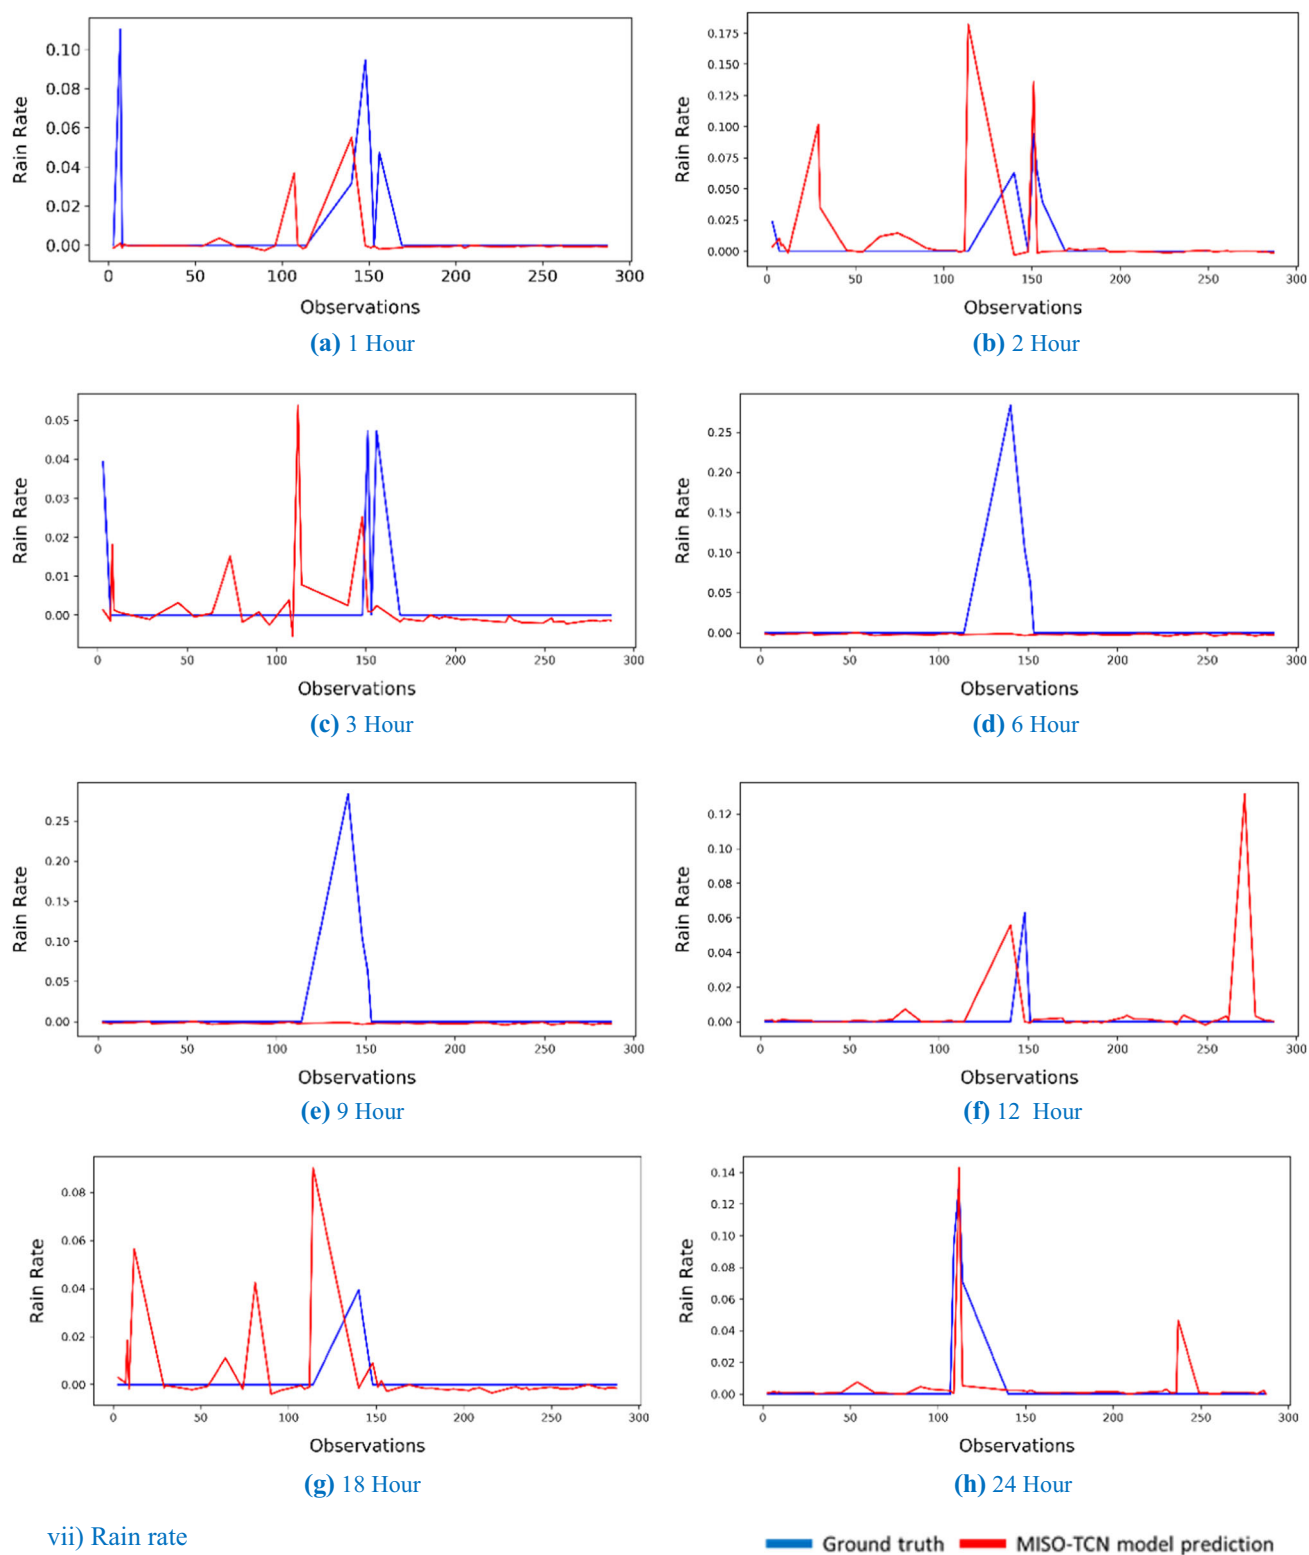 0.10
0.08
0.06
0.04
0.02
0.00
Rain Rate
0 50 100 150 200 250 300
Observations
(a) 1 Hour
0.175
0.150
0.125
0.100
0.075
0.050
0.025
0.000
Rain Rate
0 50 100 150 200 250 300
Observations
(b) 2 Hour
0.05
0.04
0.03
0.02
0.01
0.00
Rain Rate
0 50 100 150 200 250 300
Observations
(c) 3 Hour
0.25
0.20
0.15
0.10
0.05
0.00
Rain Rate
0 50 100 150 200 250 300
Observations
(d) 6 Hour
0.25
0.20
0.15
0.10
0.05
0.00
Rain Rate
0 50 100 150 200 250 300
Observations
(e) 9 Hour
0.12
0.10
0.08
0.06
0.04
0.02
0.00
Rain Rate
0 50 100 150 200 250 300
Observations
(f) 12 Hour
0.08
0.06
0.04
0.02
0.00
Rain Rate
0 50 100 150 200 250 300
Observations
(g) 18 Hour
0.14
0.12
0.10
0.08
0.06
0.04
0.02
0.00
Rain Rate
0 50 100 150 200 250 300
Observations
(h) 24 Hour
vii) Rain rate
Ground truth MISO-TCN model prediction